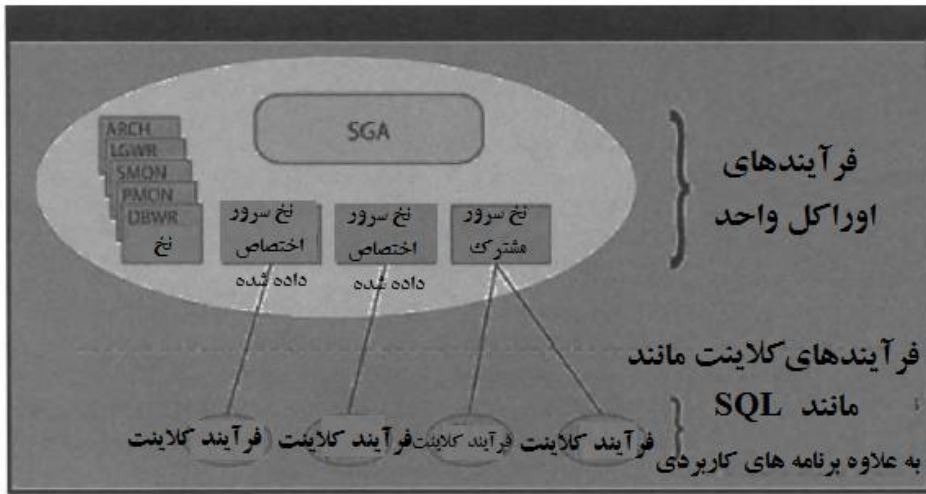 SGA
ARCH
LGWR
SMON
PMON
DBWR
نخ
نخ سرور
اختصاص
داده شده
نخ سرور
اختصاص
داده شده
نخ سرور
مشترک
فرآیندهای
اوراکل واحد
فرآیندهای کلاینت مانند
مانند SQL
به علاوه برنامه های کاربردی
فرآیند کلاینت
فرآیند کلاینت
فرآیند کلاینت
فرآیند کلاینت